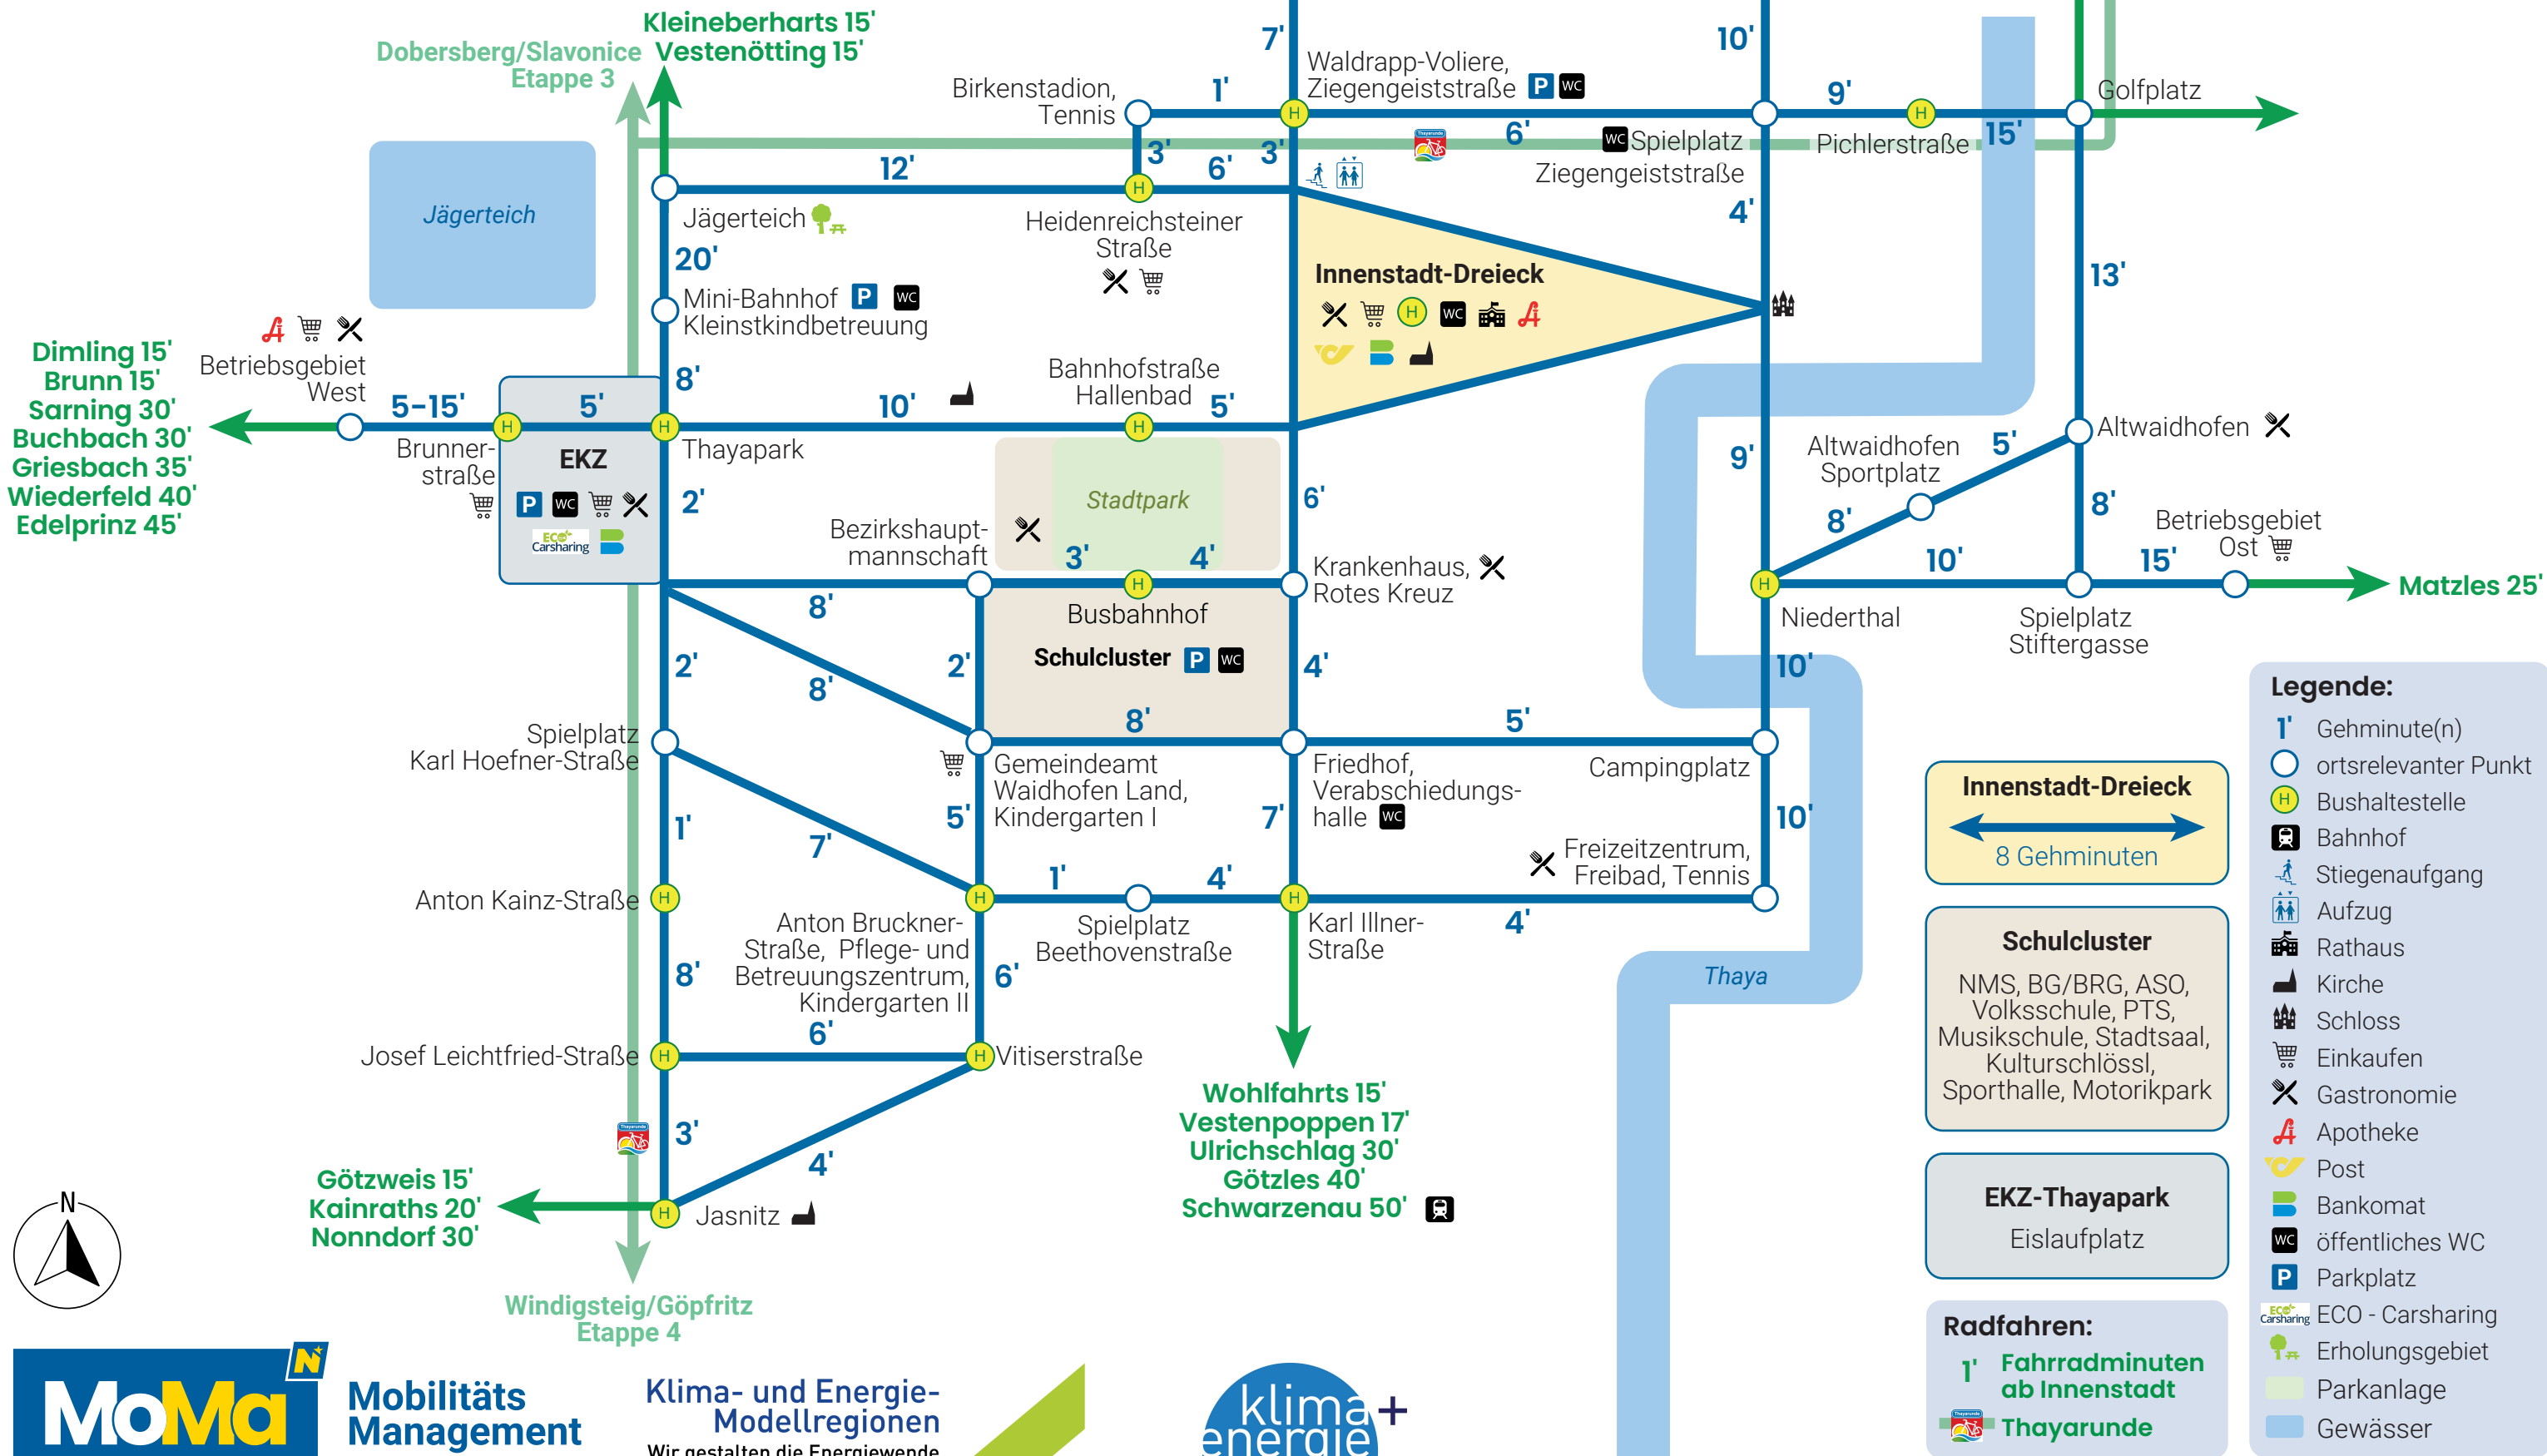 Kleineberharts 15'
Vestenötting 15'
Dobersberg/Slavonice
Etappe 3
7'
10'
Waldrapp-Voliere,
Ziegengeiststraße P WC
Birkenstadion,
Tennis
1'
H
9'
H
Golfplatz
3'
6'
3'
Thayarunde
6'
WC Spielplatz
Ziegengeiststraße
Pichlerstraße
15'
12'
H
Jägerteich
Jägerteich
Heidenreichsteiner
Straße
4'
20'
13'
Innenstadt-Dreieck
H WC
Mini-Bahnhof P WC
Kleinstkindbetreuung
Dimling 15'
Brunn 15'
Sarning 30'
Buchbach 30'
Griesbach 35'
Wiederfeld 40'
Edelprinz 45'
Betriebsgebiet
West
8'
Bahnhofstraße
Hallenbad
5-15'
H
5'
H
10'
H
5'
Brunner-
straße
EKZ
P WC
ECO
Carsharing
Thayapark
2'
Stadtpark
6'
9'
Altwaidhofen
Altwaidhofen
Sportplatz
5'
8'
8'
Bezirkshaupt-
mannschaft
3'
4'
H
Krankenhaus,
Rotes Kreuz
Busbahnhof
Schulcluster P WC
8'
H
Niederthal
10'
Spielplatz
Stiftergasse
15'
Betriebsgebiet
Ost
Matzles 25'
2'
8'
2'
4'
10'
8'
5'
Spielplatz
Karl Hoefner-Straße
Gemeindeamt
Waidhofen Land,
Kindergarten I
Friedhof,
Verabschiedungs-
halle WC
Campingplatz
1'
7'
5'
7'
10'
Freizeitzentrum,
Freibad, Tennis
Anton Kainz-Straße
H
H
1'
4'
H
4'
Anton Bruckner-
Straße, Pflege- und
Betreuungszentrum,
Kindergarten II
Spielplatz
Beethovenstraße
Karl Illner-
Straße
8'
6'
Thaya
Josef Leichtfried-Straße
H
6'
H
Vitiserstraße
Thayarunde
3'
4'
H
Jasnitz
Götzweis 15'
Kainraths 20'
Nonndorf 30'
Wohlfahrts 15'
Vestenpoppen 17'
Ulrichschlag 30'
Götzles 40'
Schwarzenau 50'
Windigsteig/Göpfritz
Etappe 4
N
Innenstadt-Dreieck
8 Gehminuten
Schulcluster
NMS, BG/BRG, ASO,
Volksschule, PTS,
Musikschule, Stadtsaal,
Kulturschlössl,
Sporthalle, Motorikpark
EKZ-Thayapark
Eislaufplatz
Radfahren:
1' Fahrradminuten
ab Innenstadt
Thayarunde
Thayarunde
Legende:
1' Gehminute(n)
ortsrelevanter Punkt
H Bushaltestelle
Bahnhof
Stiegenaufgang
Aufzug
Rathaus
Kirche
Schloss
Einkaufen
Gastronomie
Apotheke
Post
Bankomat
WC öffentliches WC
P Parkplatz
ECO Carsharing ECO - Carsharing
Erholungsgebiet
Parkanlage
Gewässer
MoMa N
Mobilitäts
Management
Klima- und Energie-
Modellregionen
Wir gestalten die Energiewende
klima+
energie